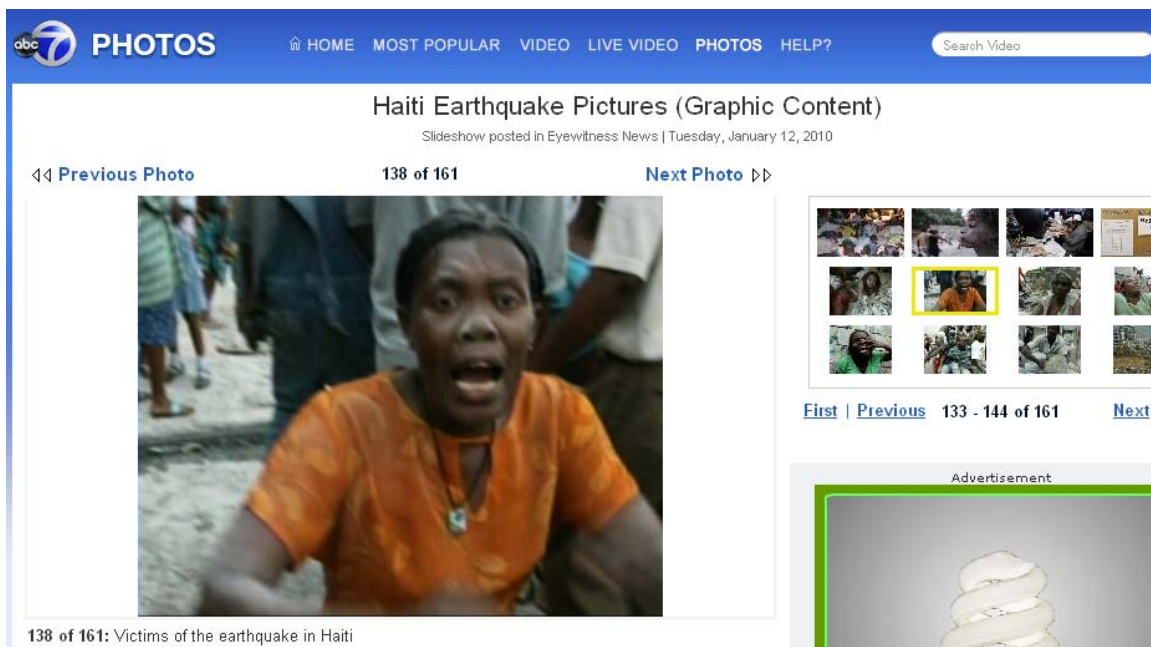 abc 7 PHOTOS
HOME MOST POPULAR VIDEO LIVE VIDEO PHOTOS HELP?
Search Video
Haiti Earthquake Pictures (Graphic Content)
Slideshow posted in Eyewitness News | Tuesday, January 12, 2010
Previous Photo 138 of 161 Next Photo
First | Previous 133 - 144 of 161 Next
Advertisement
138 of 161: Victims of the earthquake in Haiti